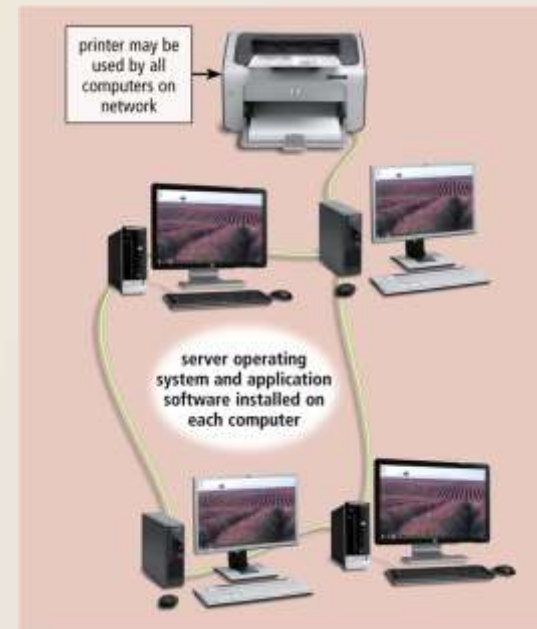 printer may be
used by all
computers on
network
server operating
system and application
software installed on
each computer